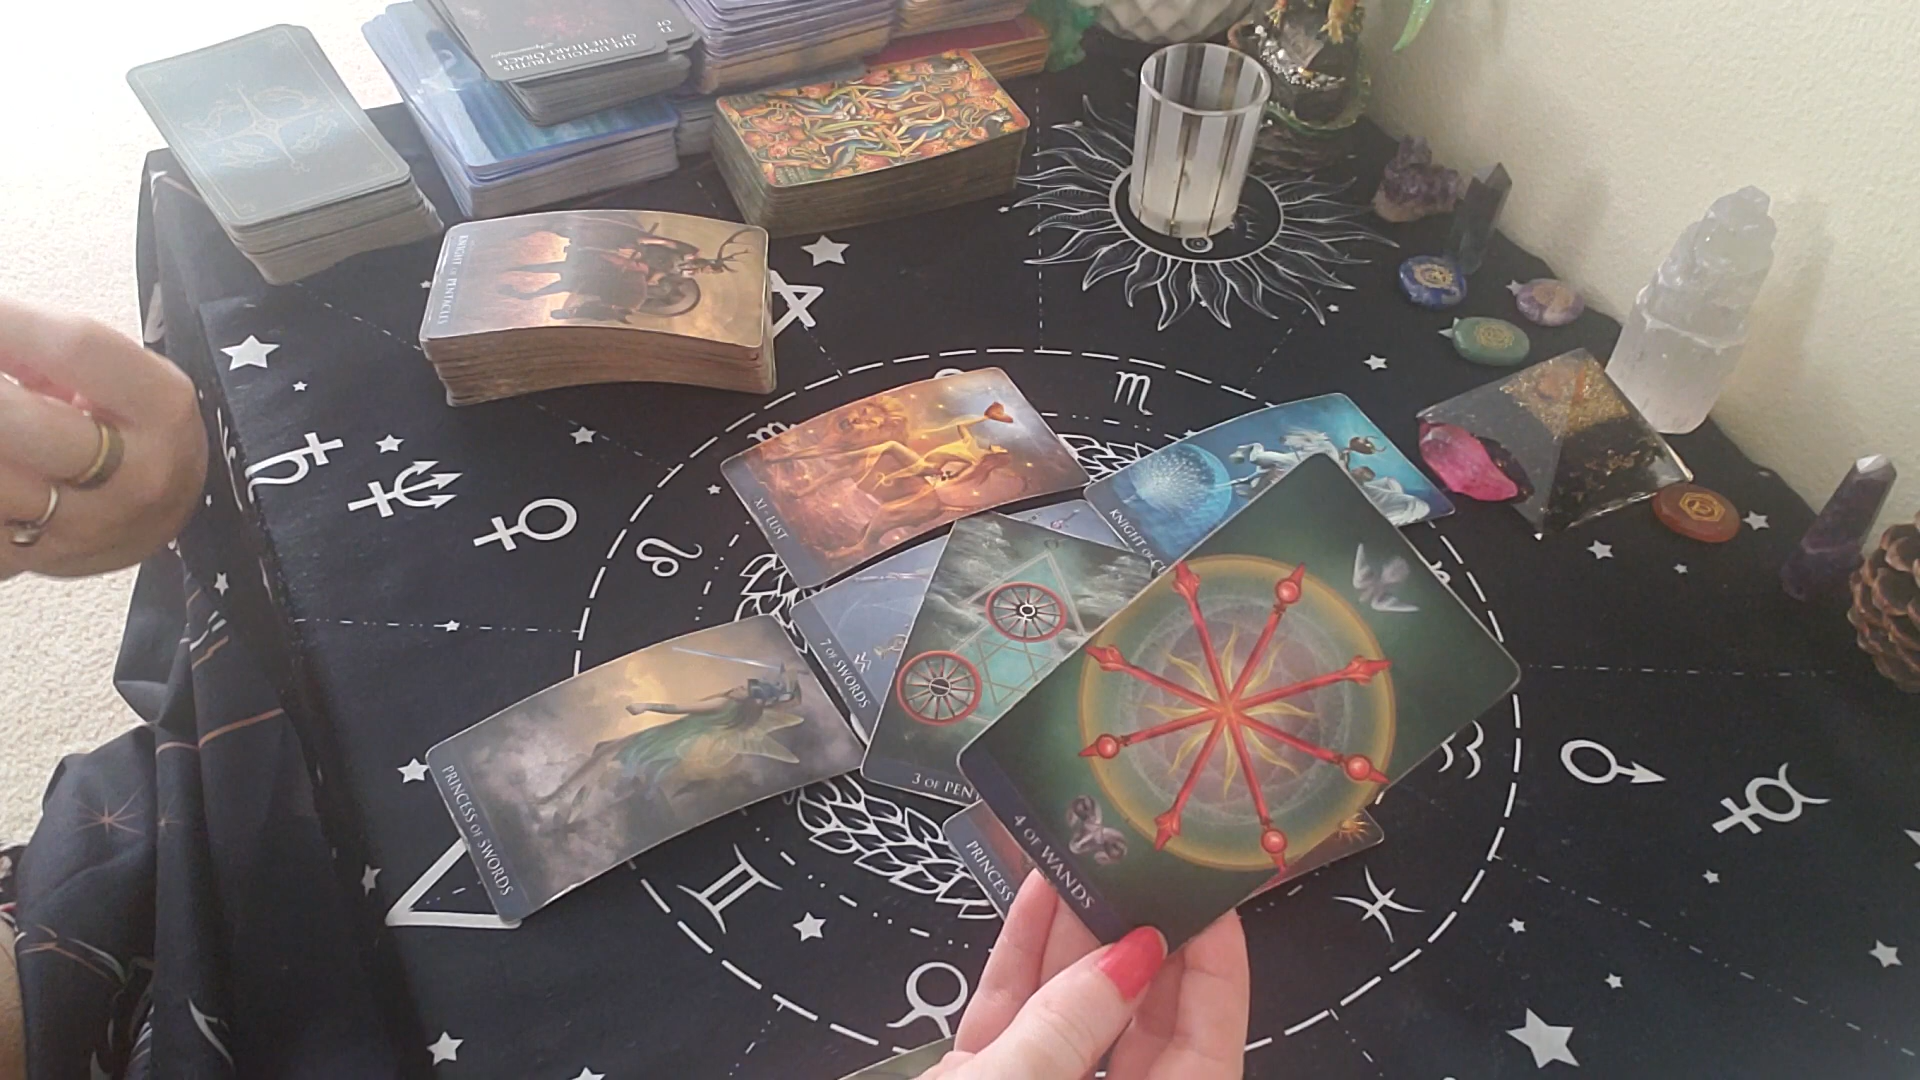 THE UNTOLD TRUTHS
OF THE HEART ORACLE
KNIGHT OF PENTACLES
XI - LUST
KNIGHT OF
7 OF SWORDS
3 OF PEN
PRINCESS OF SWORDS
PRINCESS
4 OF WANDS